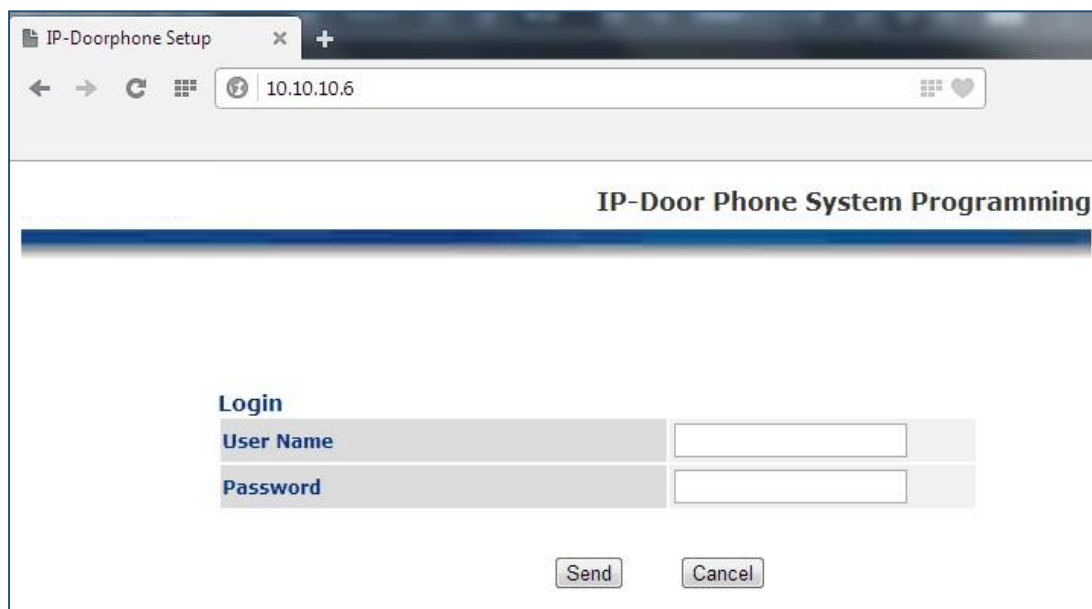 IP-Doorphone Setup
10.10.10.6
IP-Door Phone System Programming
Login
User Name
Password
Send Cancel